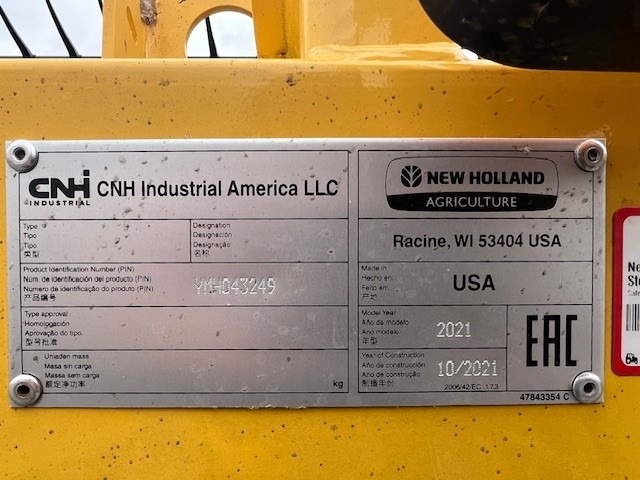 CNH
INDUSTRIAL
CNH Industrial America LLC
Type
Tipo
Tipo
类型
Designation
Designación
Designação
名称
Product Identification Number (PIN)
Núm. de identificación del producto (PIN)
Número de identificação do produto (PIN)
产品编号
YMH043249
Type approval
Homologación
Aprovação do tipo
型号批准
Unladen mass
Masa sin carga
Massa sem carga
额定净功率
kg
NEW HOLLAND
AGRICULTURE
Racine, WI 53404 USA
Made in
Hecho en
Feito em
产地
USA
Model Year
Año de modelo
Ano modelo
年型
2021
Year of Construction
Año de construcción
Ano de construção
制造年份
10/2021
2006/42/EC 1.7.3
EAC
47843354 C
Ne